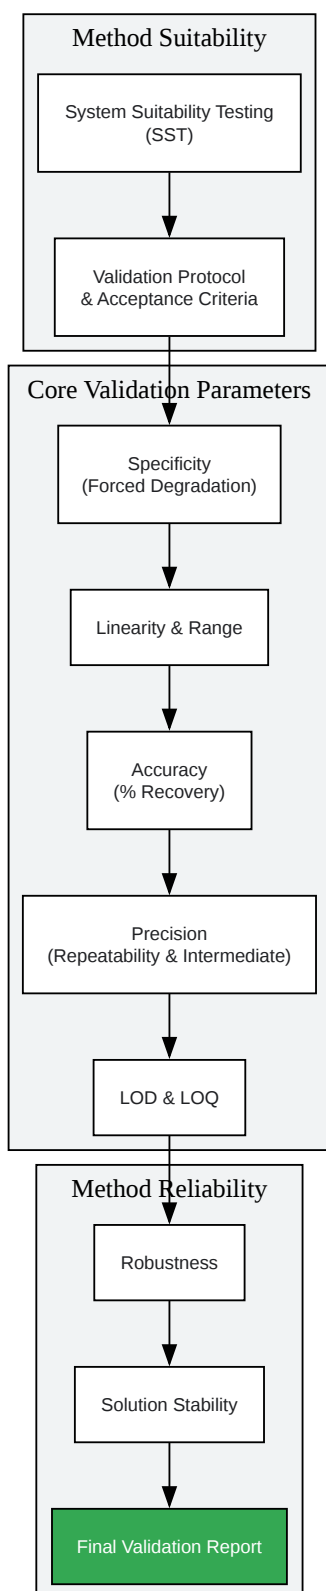 Method Suitability
System Suitability Testing
(SST)
Validation Protocol
& Acceptance Criteria
Core Validation Parameters
Specificity
(Forced Degradation)
Linearity & Range
Accuracy
(% Recovery)
Precision
(Repeatability & Intermediate)
LOD & LOQ
Method Reliability
Robustness
Solution Stability
Final Validation Report